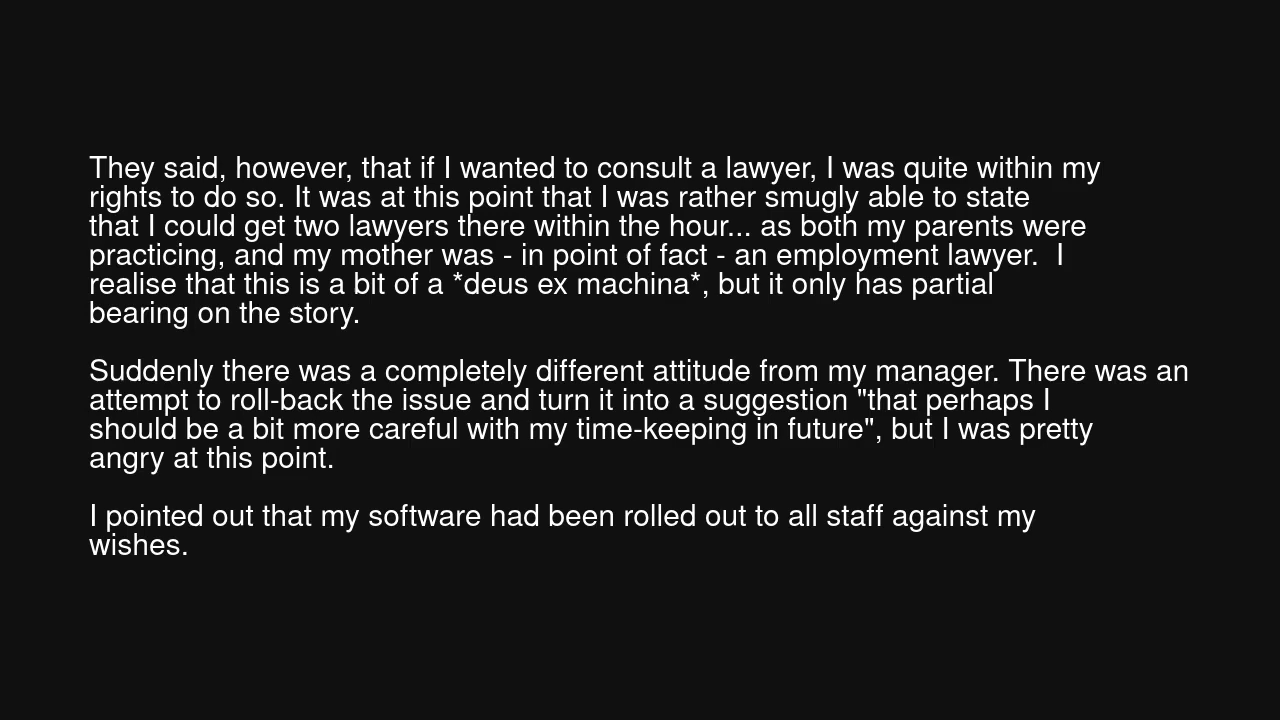 They said, however, that if I wanted to consult a lawyer, I was quite within my
rights to do so. It was at this point that I was rather smugly able to state
that I could get two lawyers there within the hour... as both my parents were
practicing, and my mother was - in point of fact - an employment lawyer.  I
realise that this is a bit of a *deus ex machina*, but it only has partial
bearing on the story.

Suddenly there was a completely different attitude from my manager. There was an
attempt to roll-back the issue and turn it into a suggestion "that perhaps I
should be a bit more careful with my time-keeping in future", but I was pretty
angry at this point.

I pointed out that my software had been rolled out to all staff against my
wishes.